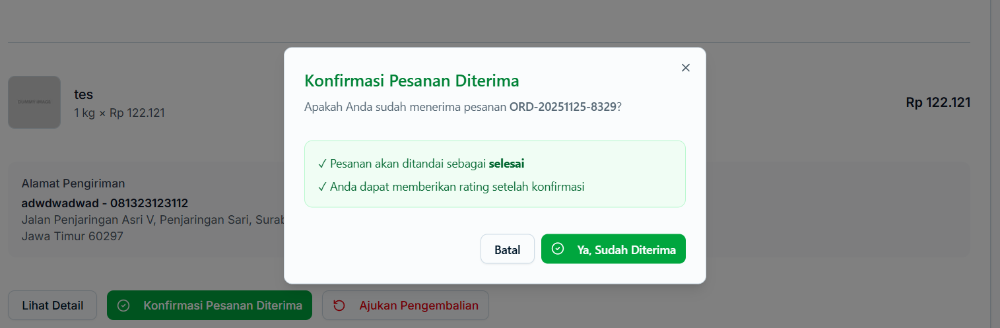 Konfirmasi Pesanan Diterima
Apakah Anda sudah menerima pesanan ORD-20251125-8329?
✓ Pesanan akan ditandai sebagai selesai
✓ Anda dapat memberikan rating setelah konfirmasi
Batal
Ya, Sudah Diterima
DUMMY IMAGE
tes
1 kg × Rp 122.121
Rp 122.121
Alamat Pengiriman
adwdwadwad - 081323123112
Jalan Penjaringan Asri V, Penjaringan Sari, Surab
Jawa Timur 60297
Lihat Detail
Konfirmasi Pesanan Diterima
Ajukan Pengembalian